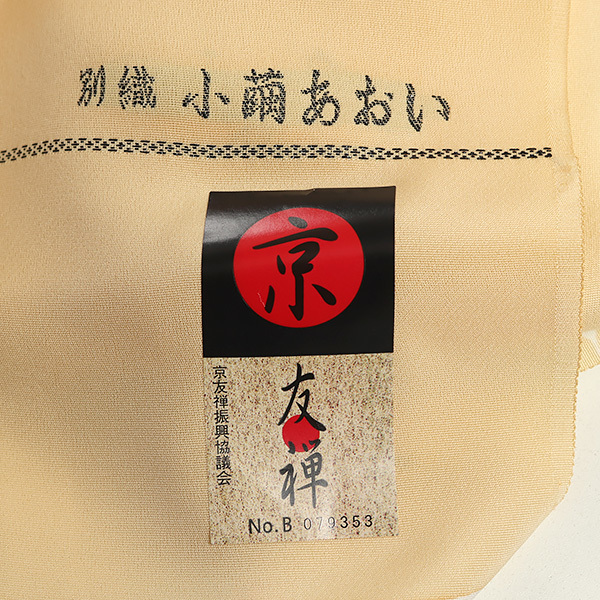 別織 小繭あおい
京
友禅
京友禅振興協議会
No.B 079353